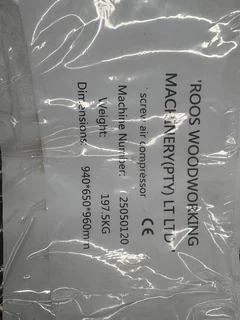 'ROOS WOODWORKING
MACHINERY(PTY) LT LTD
screw air compressor CE
Machine Number: 25050120
Weight: 197.5KG
Dimensions: 940*650*960mm